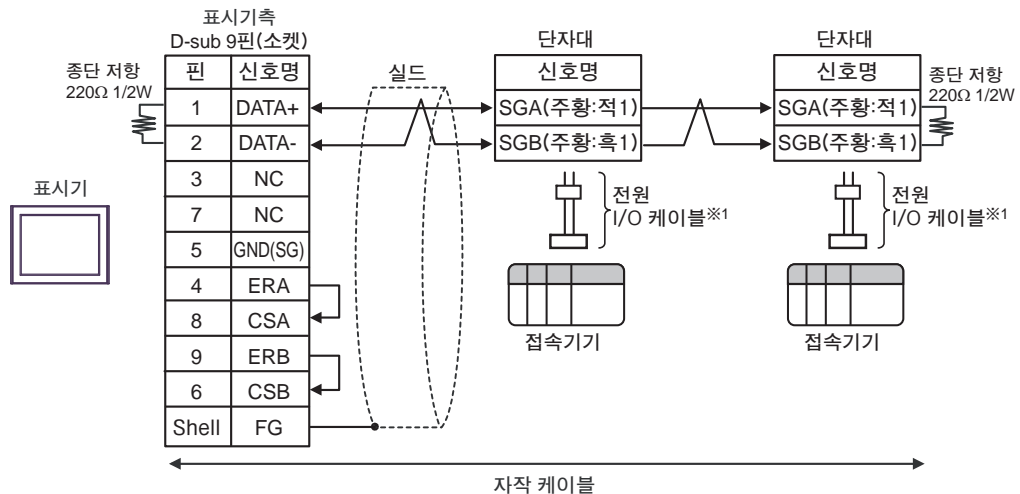 표시기측
D-sub 9핀(소켓)
단자대
단자대
종단 저항
220Ω 1/2W
핀 신호명
실드
신호명
신호명
종단 저항
220Ω 1/2W
1 DATA+
SGA(주황:적1)
SGA(주황:적1)
2 DATA-
SGB(주황:흑1)
SGB(주황:흑1)
표시기
3 NC
전원
I/O 케이블※1
전원
I/O 케이블※1
7 NC
5 GND(SG)
4 ERA
8 CSA
접속기기
접속기기
9 ERB
6 CSB
Shell FG
자작 케이블